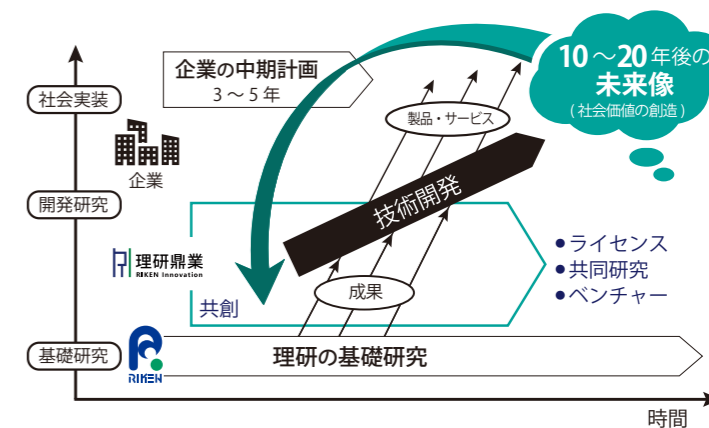 10～20年後の
未来像
(社会価値の創造)
企業の中期計画
3～5年
社会実装
製品・サービス
企業
開発研究
技術開発
理研鼎業
RIKEN Innovation
●ライセンス
●共同研究
●ベンチャー
成果
共創
基礎研究
RIKEN
理研の基礎研究
時間